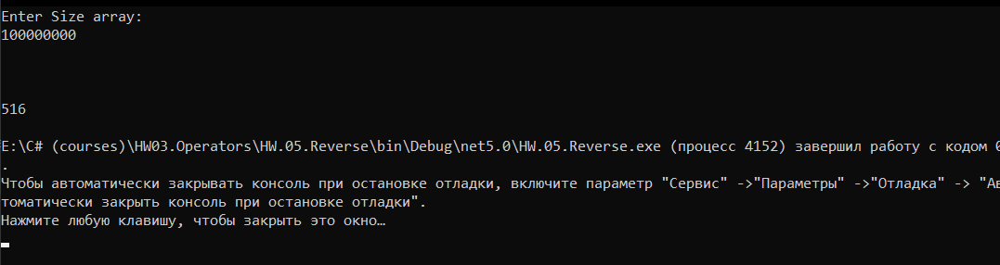 Enter Size array:
100000000
516
E:\C# (courses)\HW03.Operators\HW.05.Reverse\bin\Debug\net5.0\HW.05.Reverse.exe (процесс 4152) завершил работу с кодом 0
.
Чтобы автоматически закрывать консоль при остановке отладки, включите параметр "Сервис" ->"Параметры" ->"Отладка" -> "Ав
томатически закрыть консоль при остановке отладки".
Нажмите любую клавишу, чтобы закрыть это окно…